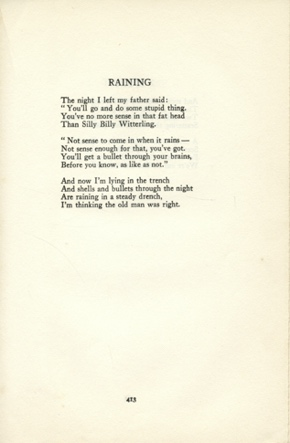 RAINING
The night I left my father said:
"You'll go and do some stupid thing.
You've no more sense in that fat head
Than Silly Billy Witterling.
"Not sense to come in when it rains—
Not sense enough for that, you've got.
You'll get a bullet through your brains,
Before you know, as like as not."
And now I'm lying in the trench
And shells and bullets through the night
Are raining in a steady drench,
I'm thinking the old man was right.
423